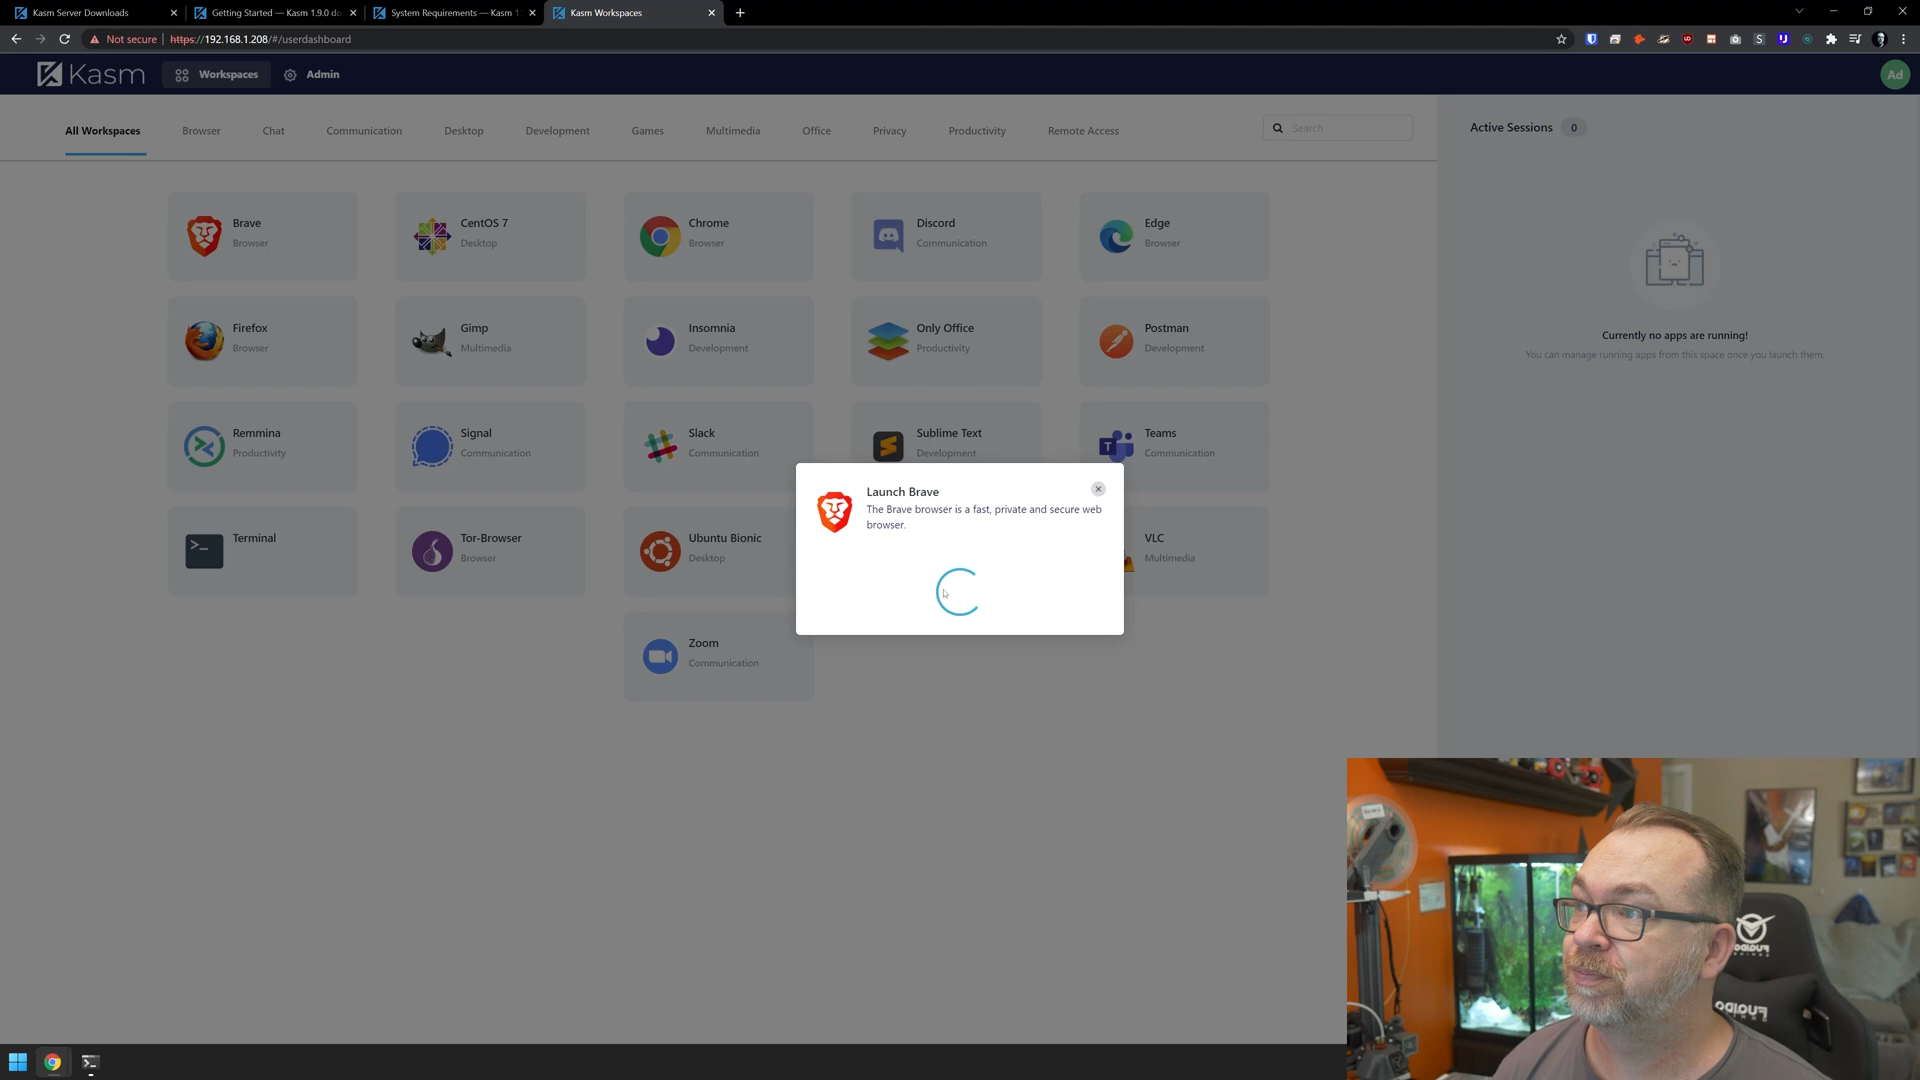 Kasm Server Downloads
Getting Started — Kasm 1.9.0 do
System Requirements — Kasm 1.
Kasm Workspaces
Not secure
https://192.168.1.208/#/userdashboard
Kasm
Workspaces
Admin
Ad
All Workspaces
Browser
Chat
Communication
Desktop
Development
Games
Multimedia
Office
Privacy
Productivity
Remote Access
Search
Active Sessions
0
Brave
Browser
CentOS 7
Desktop
Chrome
Browser
Discord
Communication
Edge
Browser
Firefox
Browser
Gimp
Multimedia
Insomnia
Development
Only Office
Productivity
Postman
Development
Currently no apps are running!
You can manage running apps from this space once you launch them.
Remmina
Productivity
Signal
Communication
Slack
Communication
Sublime Text
Development
Teams
Communication
Launch Brave
The Brave browser is a fast, private and secure web
browser.
Terminal
Tor-Browser
Browser
Ubuntu Bionic
Desktop
VLC
Multimedia
Zoom
Communication